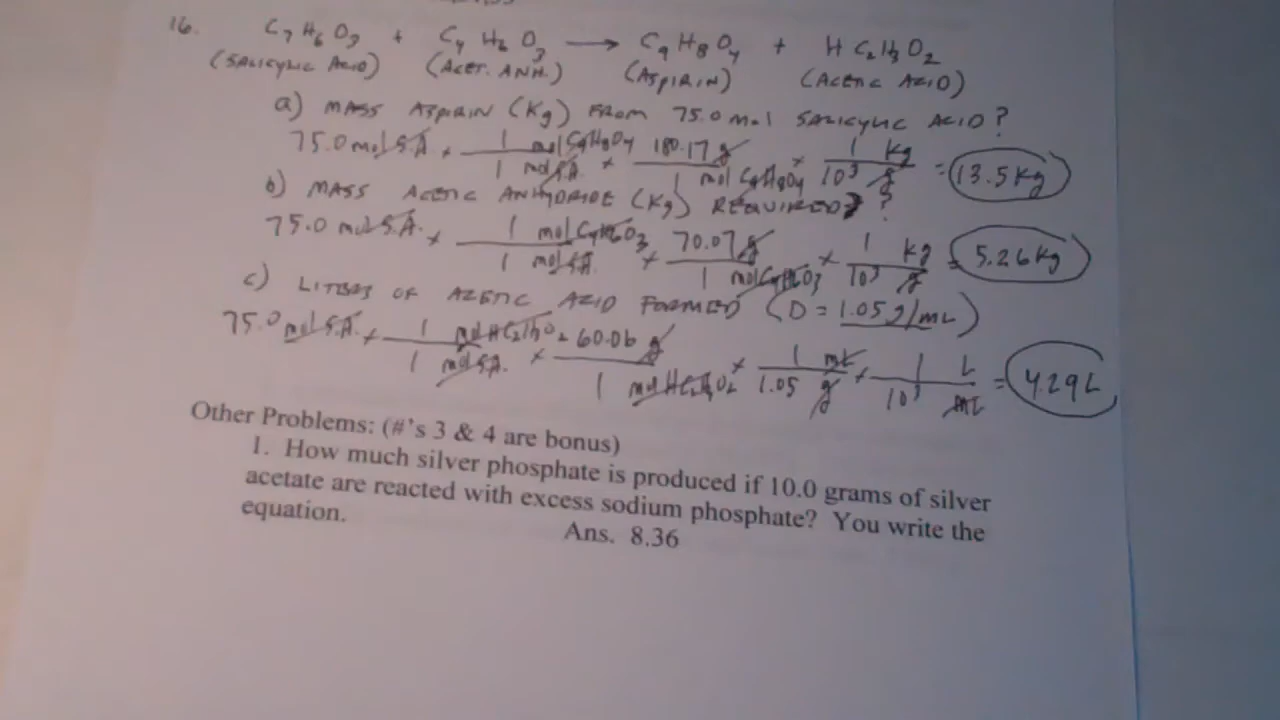 16. C7H6O3 + C4H6O3 → C9H8O4 + HC2H3O2
(SALICYLIC ACID) (ACET. ANH.) (ASPIRIN) (ACETIC ACID)
a) MASS ASPIRIN (Kg) FROM 75.0 mol SALICYLIC ACID?
75.0 mol S.A. × 1 mol C9H8O4 / 1 mol S.A. × 180.17 g / 1 mol C9H8O4 × 1 Kg / 10³ g = 13.5 Kg
b) MASS ACETIC ANHYDRIDE (Kg) REQUIRED?
75.0 mol S.A. × 1 mol C4H6O3 / 1 mol S.A. × 70.07 g / 1 mol C4H6O3 × 1 kg / 10³ g = 5.26 Kg
c) LITERS OF ACETIC ACID FORMED (D = 1.05 g/mL)
75.0 mol S.A. × 1 mol HC2H3O2 / 1 mol S.A. × 60.06 g / 1 mol HC2H3O2 × 1 mL / 1.05 g × 1 L / 10³ mL = 4.29 L
Other Problems: (#'s 3 & 4 are bonus)
1. How much silver phosphate is produced if 10.0 grams of silver
acetate are reacted with excess sodium phosphate? You write the
equation. Ans. 8.36